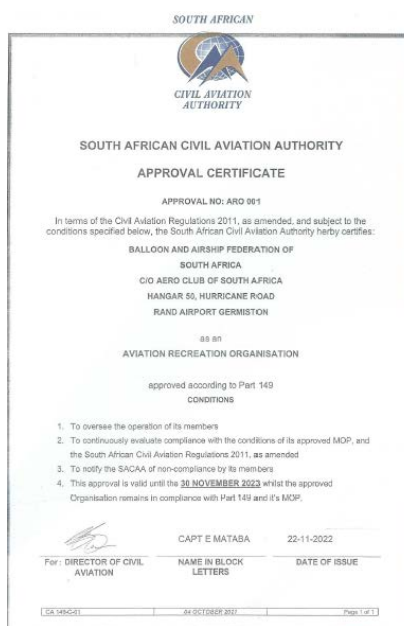 SOUTH AFRICAN
CIVIL AVIATION
AUTHORITY
SOUTH AFRICAN CIVIL AVIATION AUTHORITY
APPROVAL CERTIFICATE
APPROVAL NO: ARO 001
In terms of the Civil Aviation Regulations 2011, as amended, and subject to the
conditions specified below, the South African Civil Aviation Authority herby certifies:
BALLOON AND AIRSHIP FEDERATION OF
SOUTH AFRICA
C/O AERO CLUB OF SOUTH AFRICA
HANGAR 50, HURRICANE ROAD
RAND AIRPORT GERMISTON
as an
AVIATION RECREATION ORGANISATION
approved according to Part 149
CONDITIONS
1. To oversee the operation of its members
2. To continuously evaluate compliance with the conditions of its approved MOP, and
the South African Civil Aviation Regulations 2011, as amended
3. To notify the SACAA of non-compliance by its members
4. This approval is valid until the 30 NOVEMBER 2023 whilst the approved
Organisation remains in compliance with Part 149 and it's MOP.
CAPT E MATABA 22-11-2022
For: DIRECTOR OF CIVIL AVIATION NAME IN BLOCK LETTERS DATE OF ISSUE
CA 149-C-01 04 OCTOBER 2021 Page 1 of 1